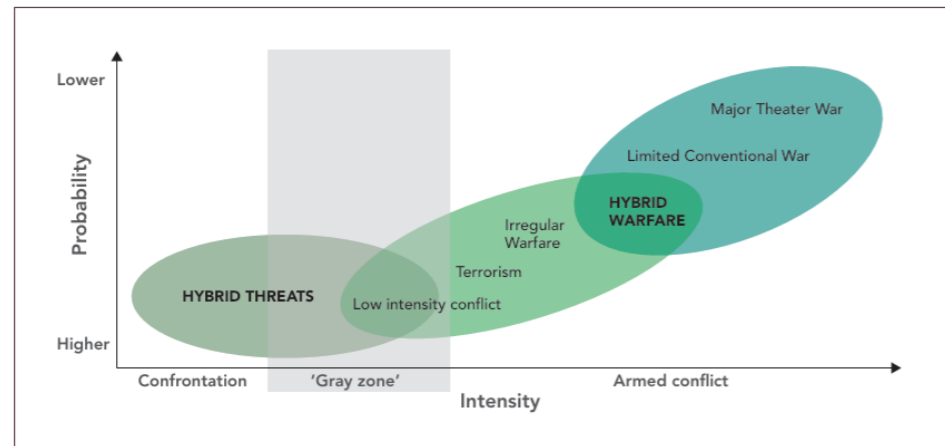 Lower
Major Theater War
Limited Conventional War
Probability
HYBRID
WARFARE
Irregular
Warfare
Terrorism
HYBRID THREATS
Low intensity conflict
Higher
Confrontation
'Gray zone'
Armed conflict
Intensity